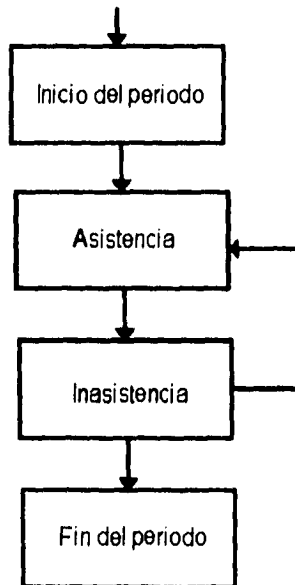 Inicio del periodo
Asistencia
Inasistencia
Fin del periodo